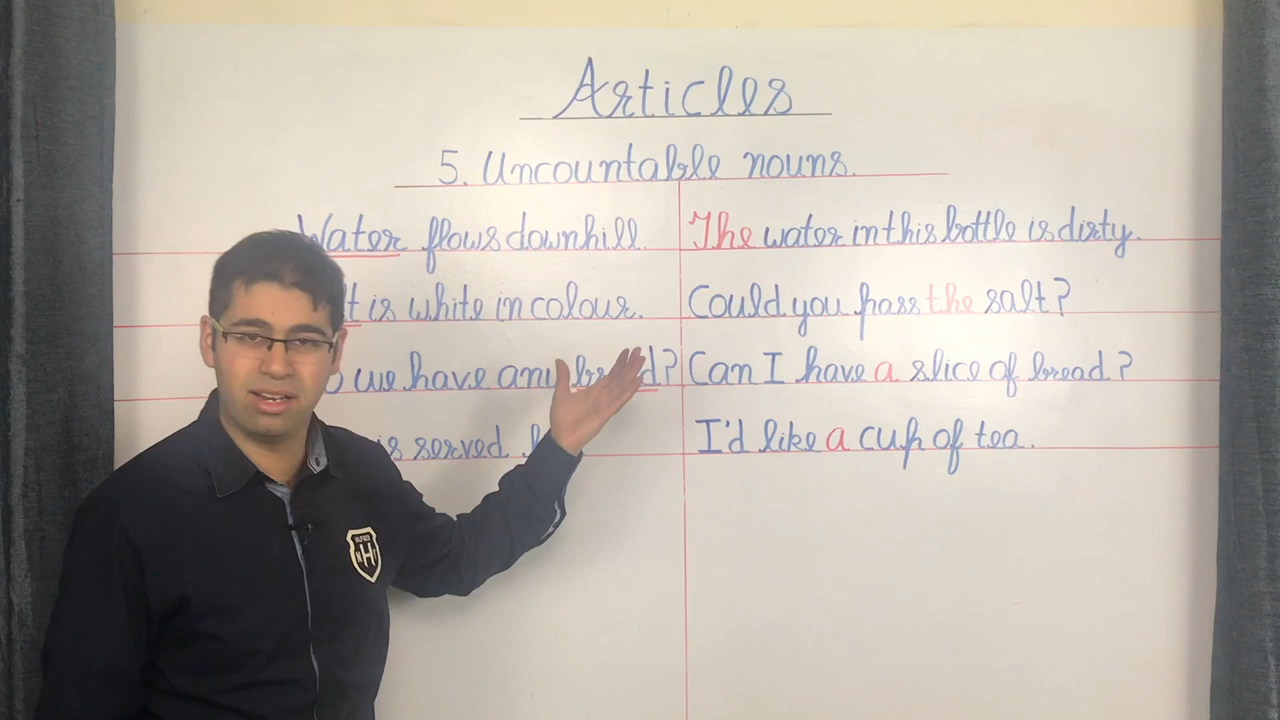 Articles
5. Uncountable nouns.
Water flows downhill.
The water in this bottle is dirty.
is white in colour.
Could you pass the salt?
we have any bread?
Can I have a slice of bread?
is served
I'd like a cup of tea.
H